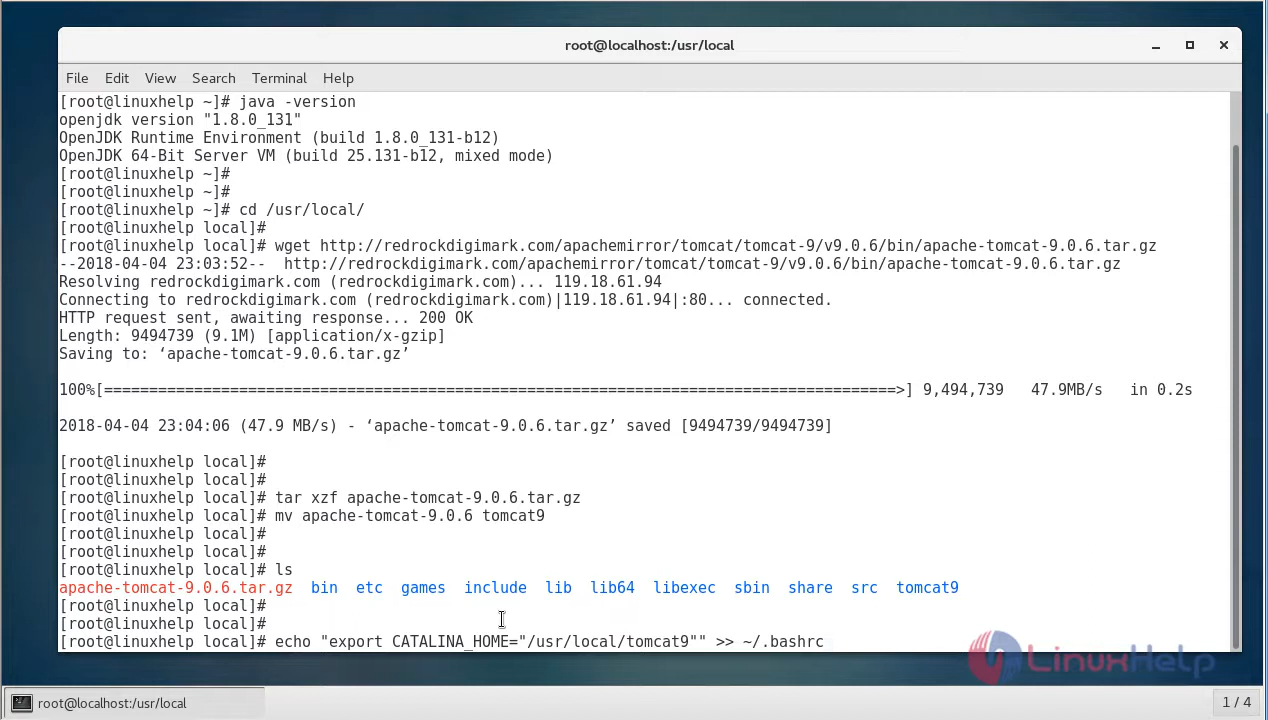 root@localhost:/usr/local
File Edit View Search Terminal Help
[root@linuxhelp ~]# java -version
openjdk version "1.8.0_131"
OpenJDK Runtime Environment (build 1.8.0_131-b12)
OpenJDK 64-Bit Server VM (build 25.131-b12, mixed mode)
[root@linuxhelp ~]#
[root@linuxhelp ~]#
[root@linuxhelp ~]# cd /usr/local/
[root@linuxhelp local]#
[root@linuxhelp local]# wget http://redrockdigimark.com/apachemirror/tomcat/tomcat-9/v9.0.6/bin/apache-tomcat-9.0.6.tar.gz
--2018-04-04 23:03:52--  http://redrockdigimark.com/apachemirror/tomcat/tomcat-9/v9.0.6/bin/apache-tomcat-9.0.6.tar.gz
Resolving redrockdigimark.com (redrockdigimark.com)... 119.18.61.94
Connecting to redrockdigimark.com (redrockdigimark.com)|119.18.61.94|:80... connected.
HTTP request sent, awaiting response... 200 OK
Length: 9494739 (9.1M) [application/x-gzip]
Saving to: ‘apache-tomcat-9.0.6.tar.gz’
100%[========================================================================================>] 9,494,739   47.9MB/s   in 0.2s
2018-04-04 23:04:06 (47.9 MB/s) - ‘apache-tomcat-9.0.6.tar.gz’ saved [9494739/9494739]
[root@linuxhelp local]#
[root@linuxhelp local]#
[root@linuxhelp local]# tar xzf apache-tomcat-9.0.6.tar.gz
[root@linuxhelp local]# mv apache-tomcat-9.0.6 tomcat9
[root@linuxhelp local]#
[root@linuxhelp local]#
[root@linuxhelp local]# ls
apache-tomcat-9.0.6.tar.gz  bin  etc  games  include  lib  lib64  libexec  sbin  share  src  tomcat9
[root@linuxhelp local]#
[root@linuxhelp local]#
[root@linuxhelp local]# echo "export CATALINA_HOME="/usr/local/tomcat9"" >> ~/.bashrc
LinuxHelp
root@localhost:/usr/local
1 / 4